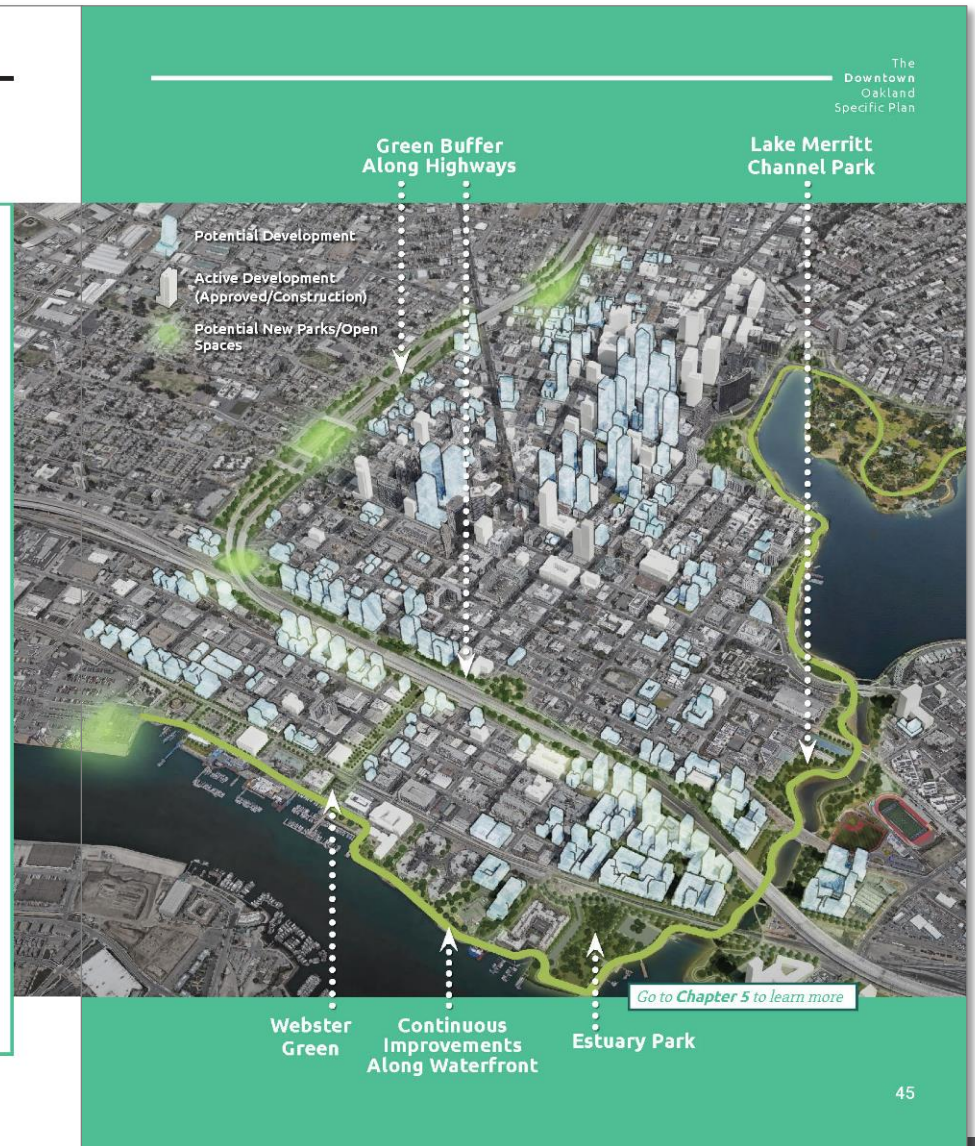 The
Downtown
Oakland
Specific Plan
Green Buffer
Along Highways
Lake Merritt
Channel Park
Potential Development
Active Development
(Approved/Construction)
Potential New Parks/Open
Spaces
Go to Chapter 5 to learn more
Webster
Green
Continuous
Improvements
Along Waterfront
Estuary Park
45